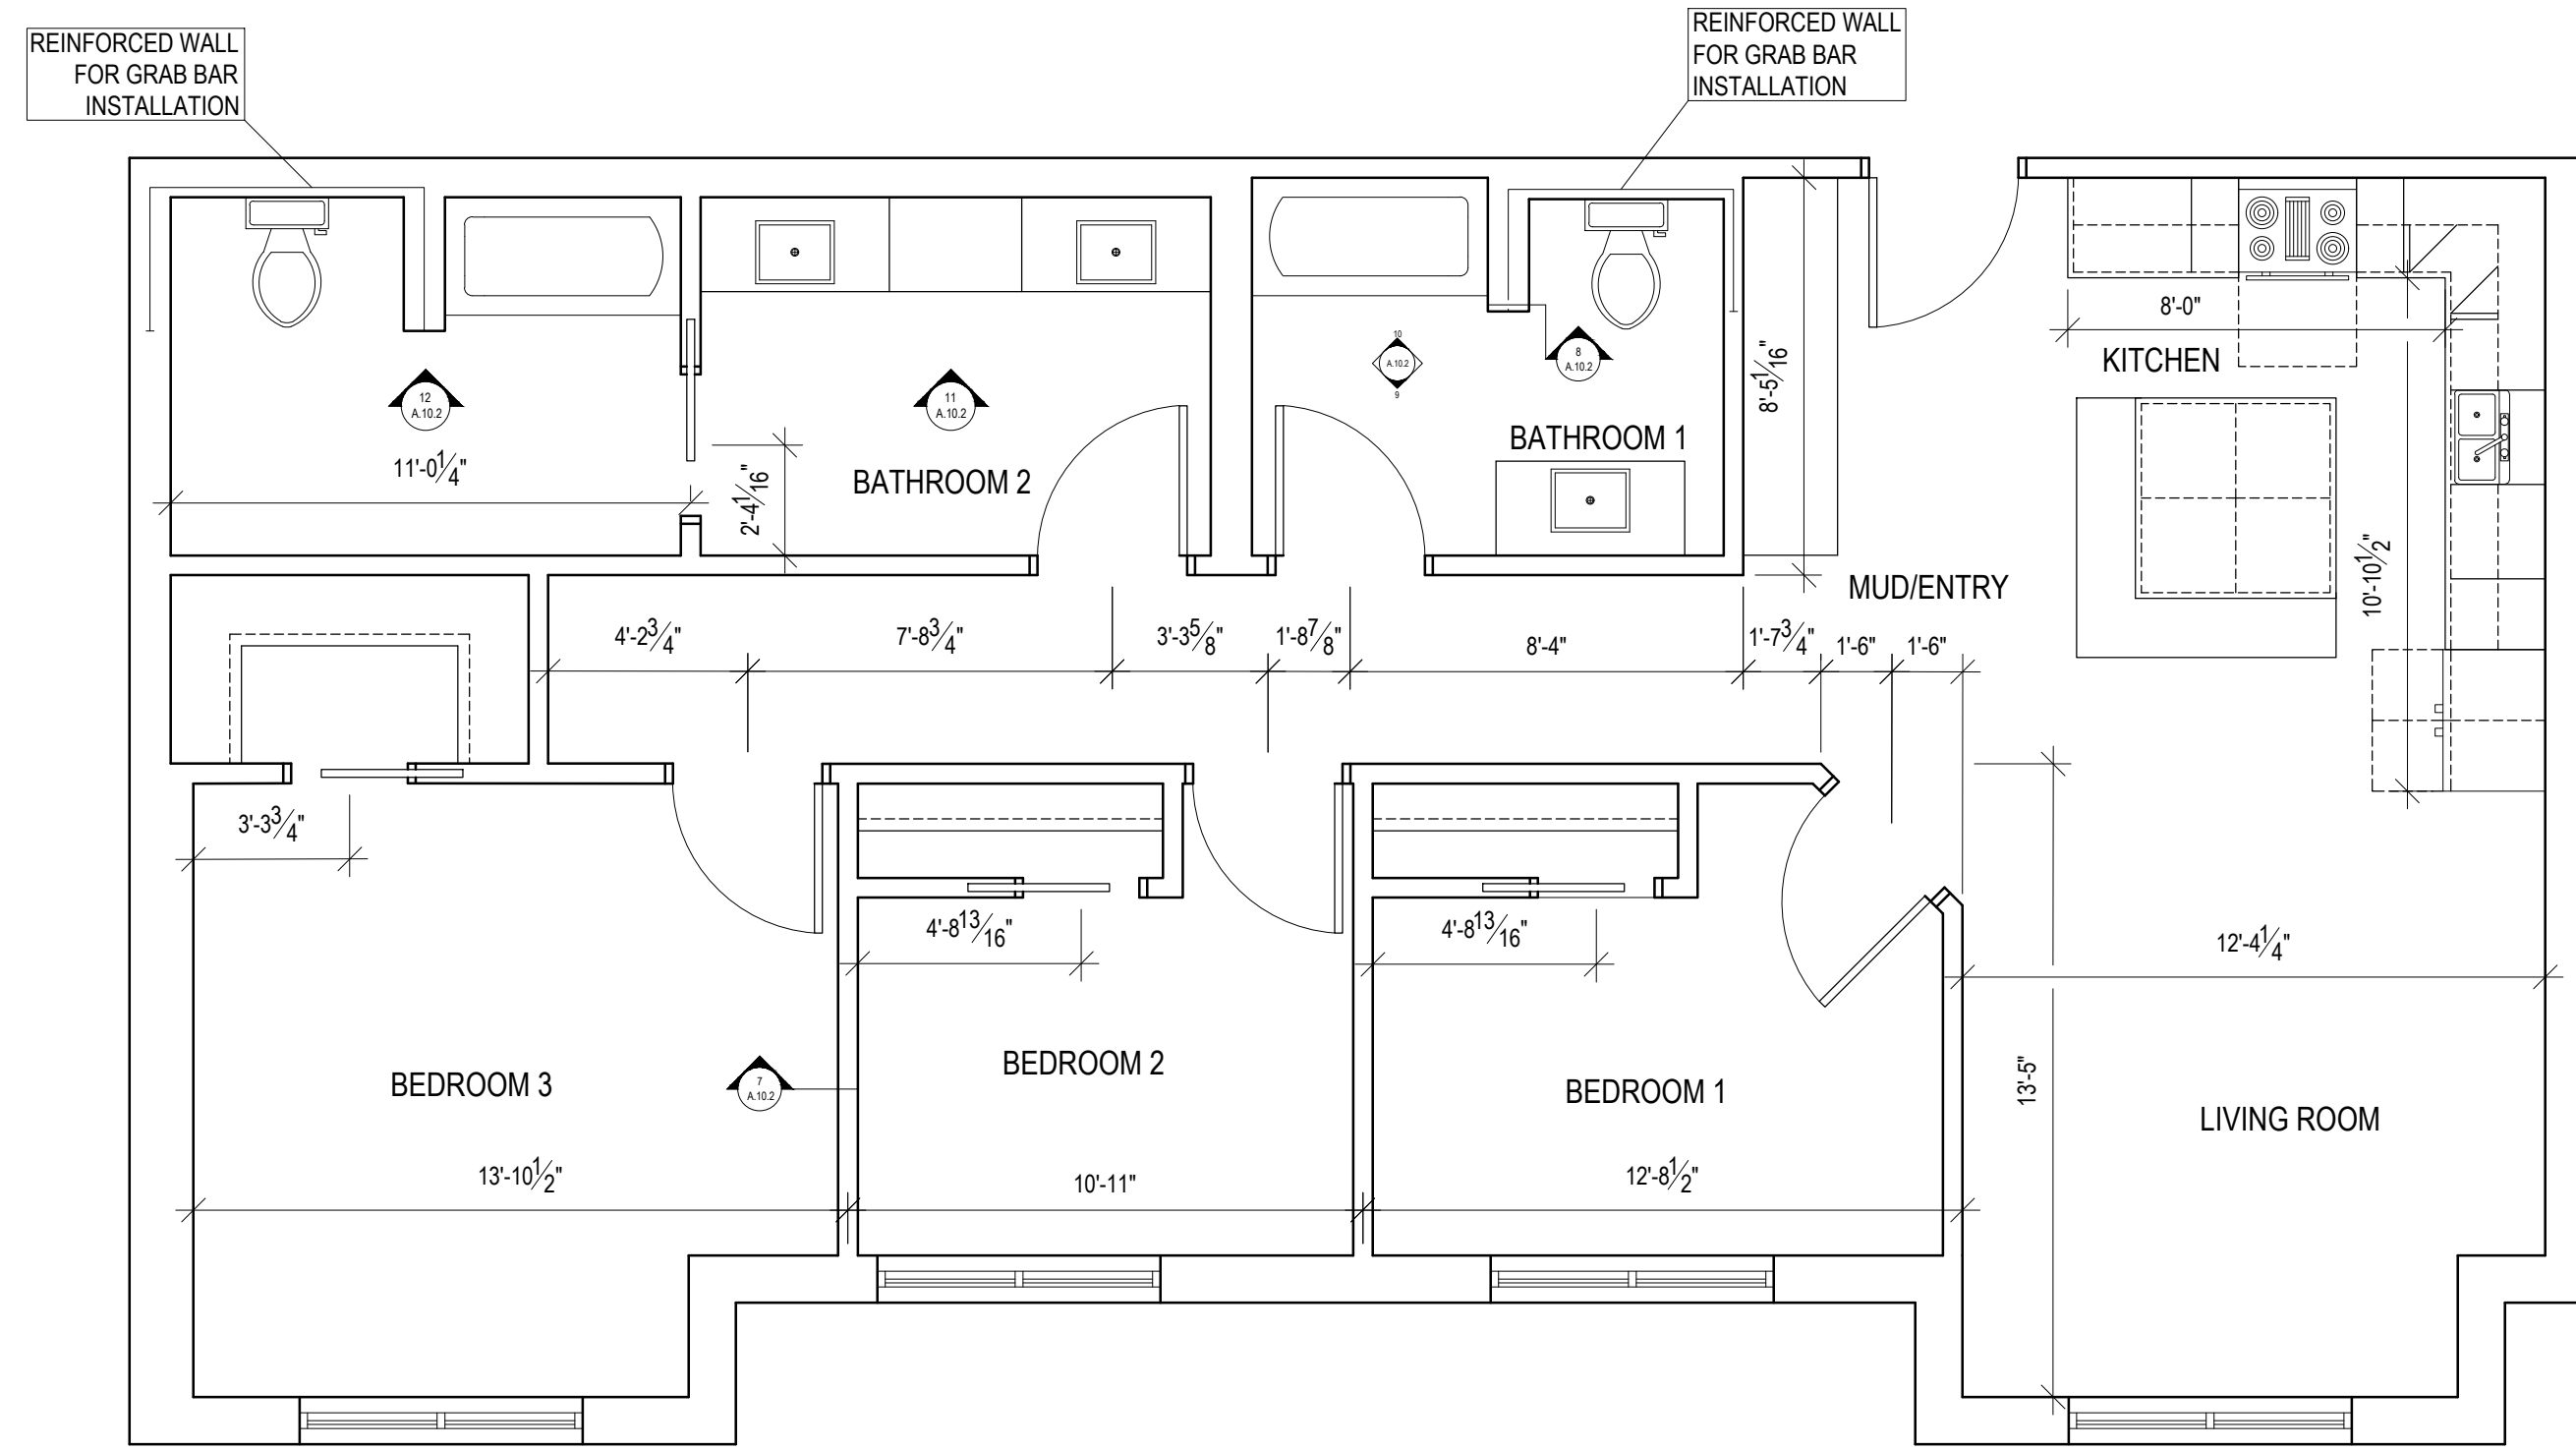 REINFORCED WALL
FOR GRAB BAR
INSTALLATION
REINFORCED WALL
FOR GRAB BAR
INSTALLATION
8'-0"
KITCHEN
10
A.10.2
9
8
A.10.2
8'-5 1/16"
12
A.10.2
11
A.10.2
BATHROOM 1
11'-0 1/4"
2'-4 1/16"
BATHROOM 2
10'-10 1/2"
MUD/ENTRY
4'-2 3/4"
7'-8 3/4"
3'-3 5/8"
1'-8 7/8"
8'-4"
1'-7 3/4"
1'-6"
1'-6"
3'-3 3/4"
4'-8 13/16"
4'-8 13/16"
12'-4 1/4"
BEDROOM 3
7
A.10.2
BEDROOM 2
BEDROOM 1
13'-5"
LIVING ROOM
13'-10 1/2"
10'-11"
12'-8 1/2"